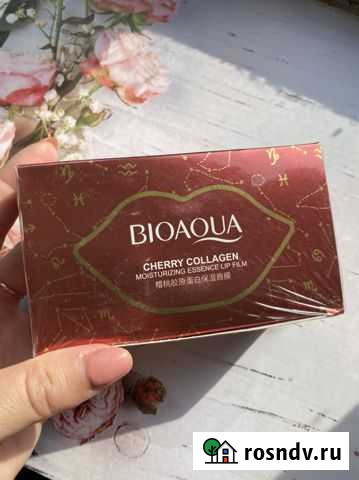 BIOAQUA
CHERRY COLLAGEN
MOISTURIZING ESSENCE LIP FILM
樱桃胶原蛋白保湿唇膜
rosndv.ru